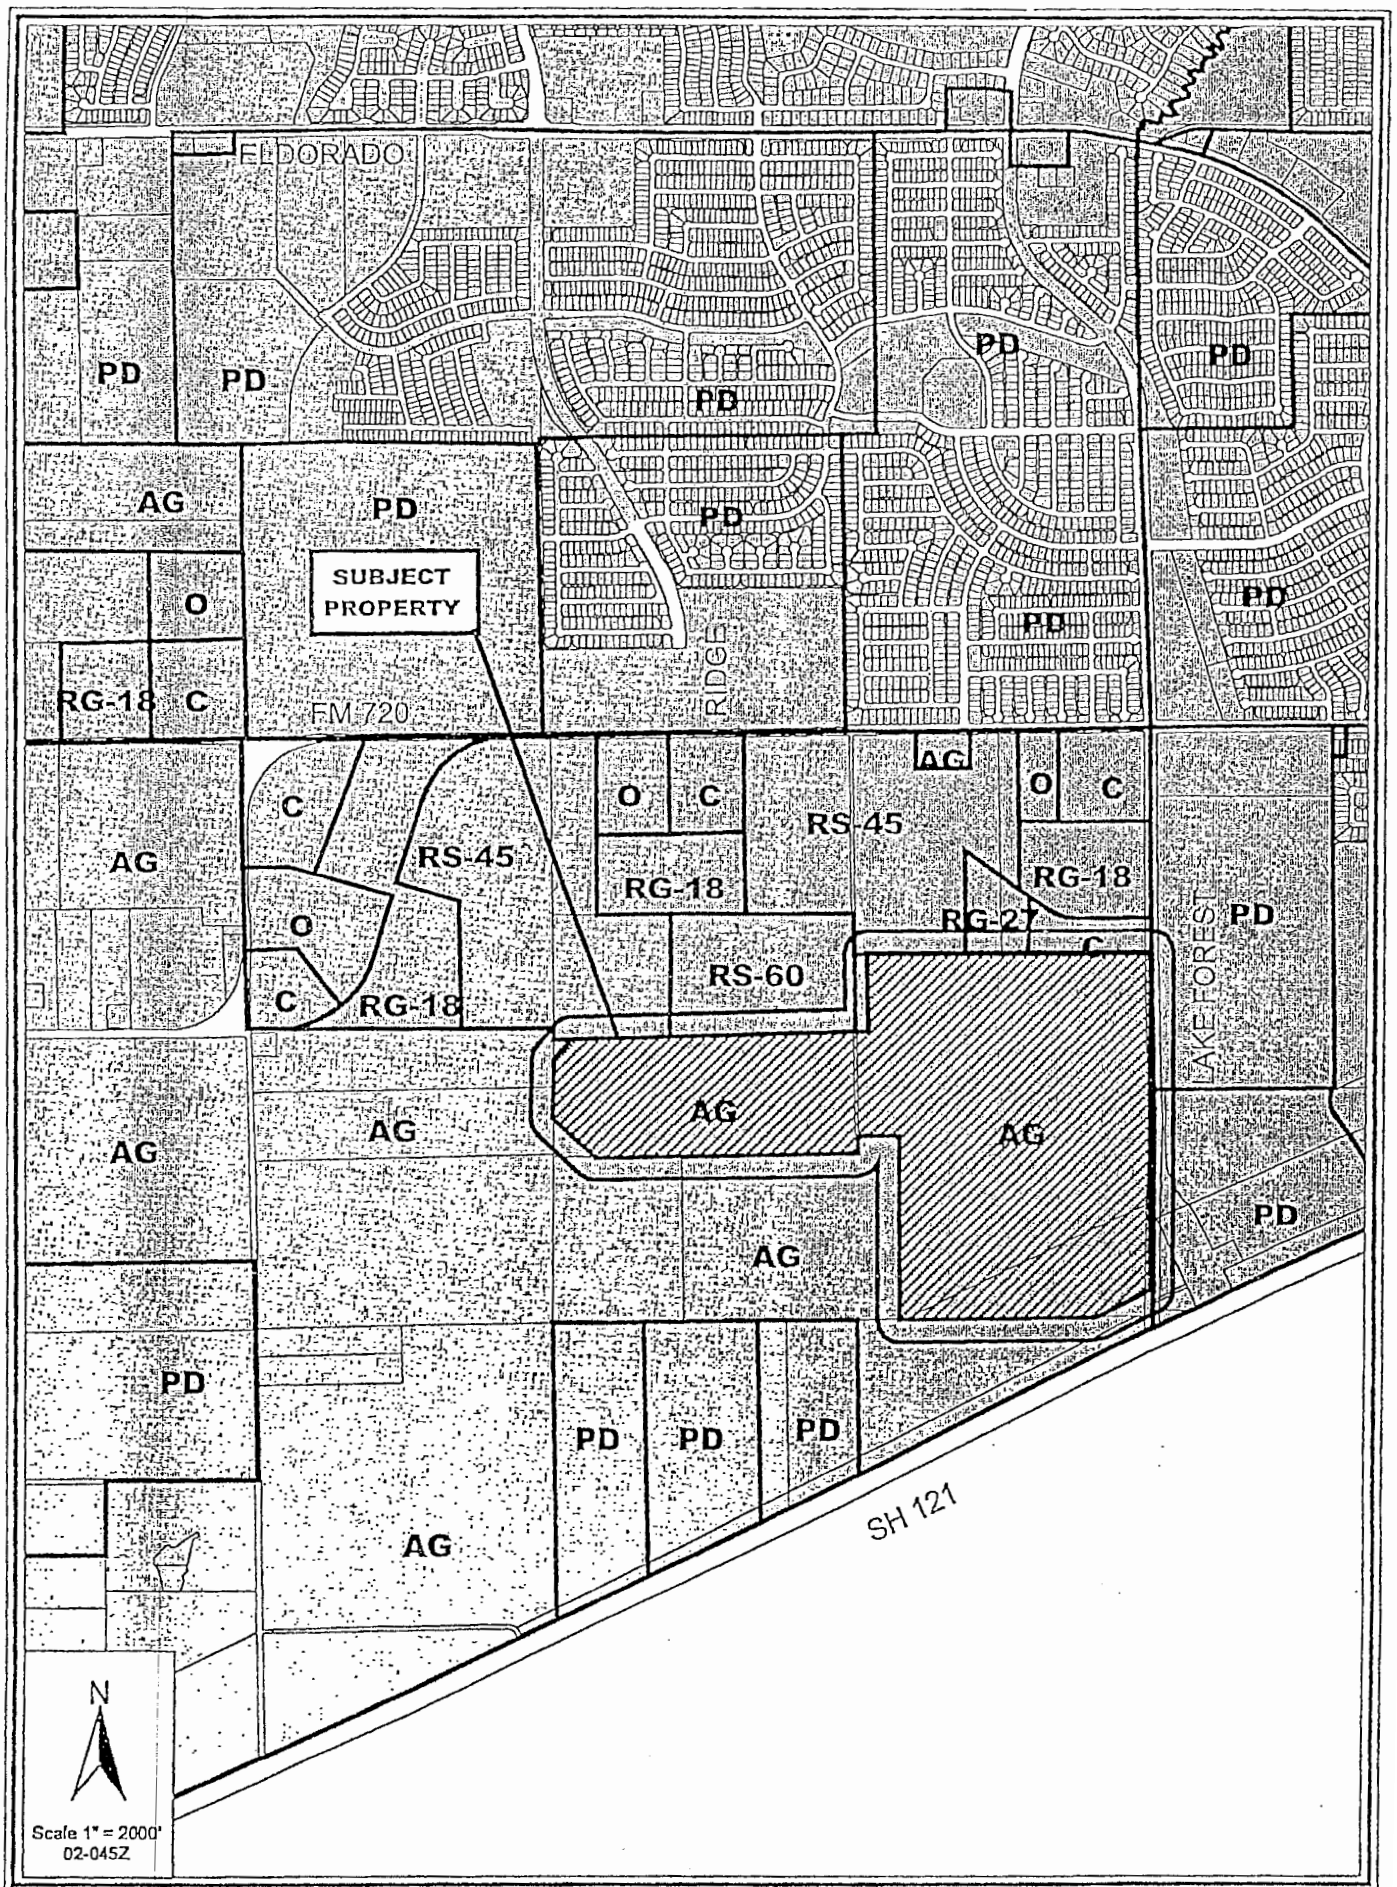 ELDORADO
PD
PD
PD
PD
PD
AG
PD
PD
SUBJECT
PROPERTY
O
PD
PD
RIDGE
RG-18
C
FM 720
AG
O
C
O
C
C
RS-45
RS-45
AG
RG-18
RG-18
LAKE FOREST
O
RG-27
PD
C
RS-60
C
RG-18
AG
AG
AG
AG
PD
AG
PD
PD
PD
PD
SH 121
AG
N
Scale 1" = 2000'
02-045Z